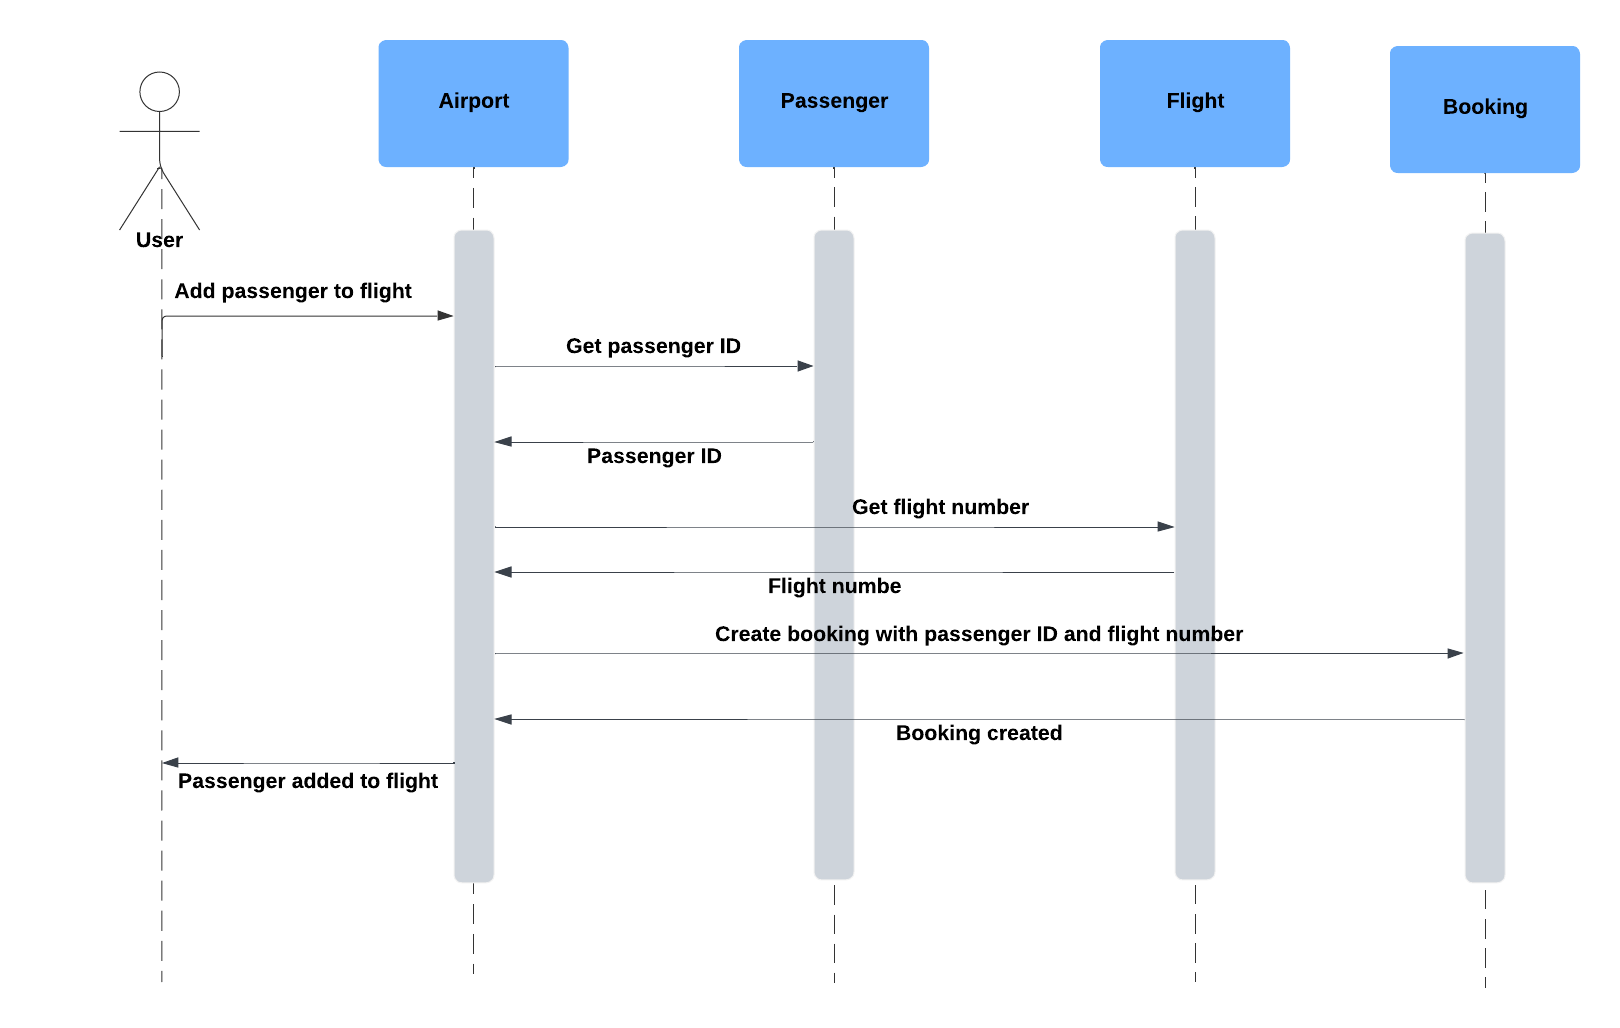 Airport
Passenger
Flight
Booking
User
Add passenger to flight
Get passenger ID
Passenger ID
Get flight number
Flight numbe
Create booking with passenger ID and flight number
Booking created
Passenger added to flight